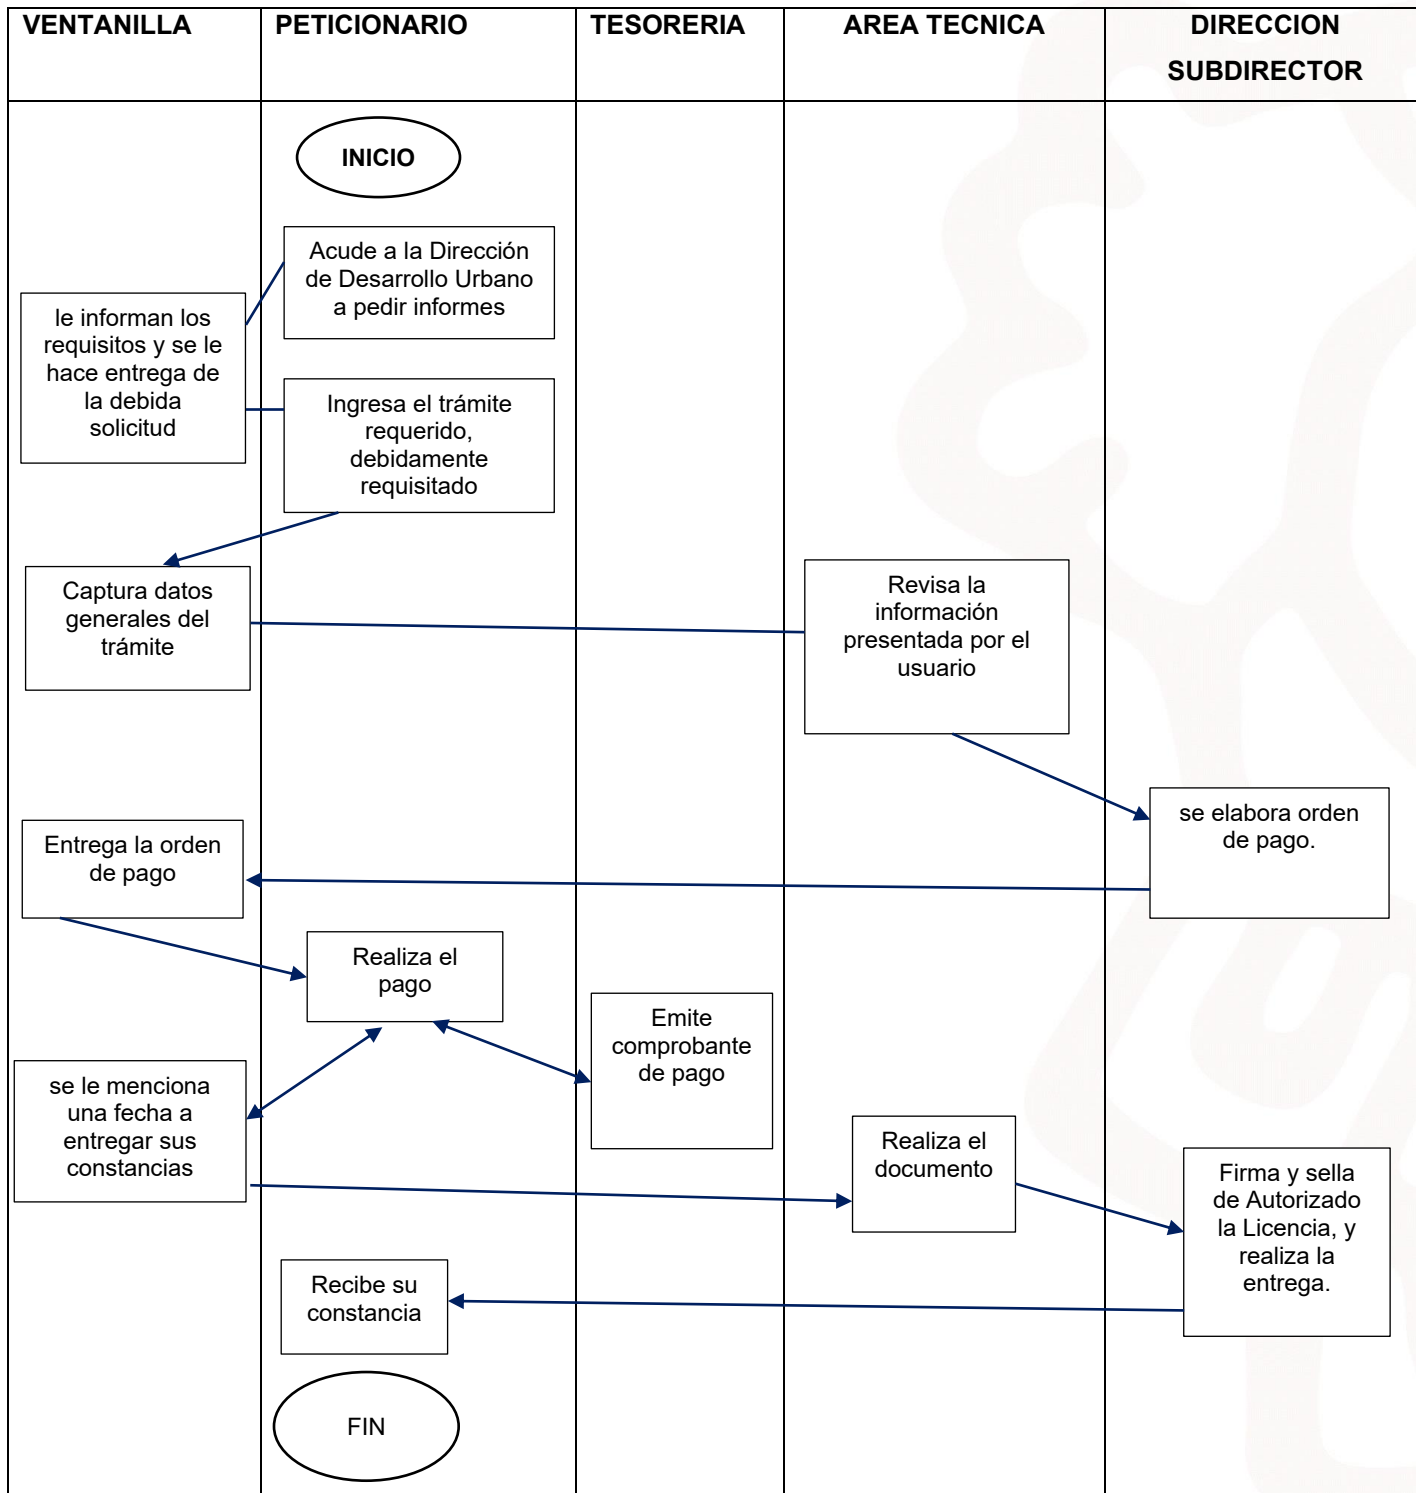 VENTANILLA
PETICIONARIO
TESORERIA
AREA TECNICA
DIRECCION
SUBDIRECTOR
INICIO
Acude a la Dirección
de Desarrollo Urbano
a pedir informes
le informan los
requisitos y se le
hace entrega de
la debida
solicitud
Ingresa el trámite
requerido,
debidamente
requisitado
Captura datos
generales del
trámite
Revisa la
información
presentada por el
usuario
se elabora orden
de pago.
Entrega la orden
de pago
Realiza el
pago
Emite
comprobante
de pago
se le menciona
una fecha a
entregar sus
constancias
Realiza el
documento
Firma y sella
de Autorizado
la Licencia, y
realiza la
entrega.
Recibe su
constancia
FIN